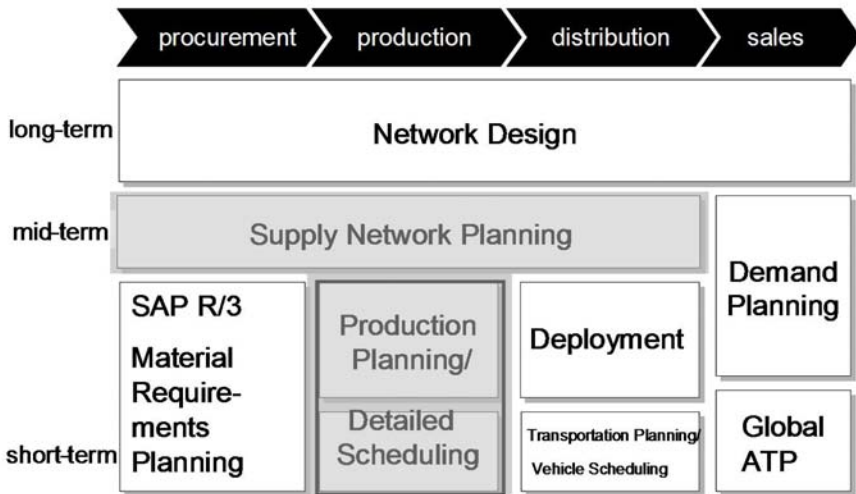 procurement
production
distribution
sales
long-term
Network Design
mid-term
Supply Network Planning
Demand
Planning
SAP R/3
Material
Require-
ments
Planning
Production
Planning/
Detailed
Scheduling
Deployment
Transportation Planning/
Vehicle Scheduling
short-term
Global
ATP